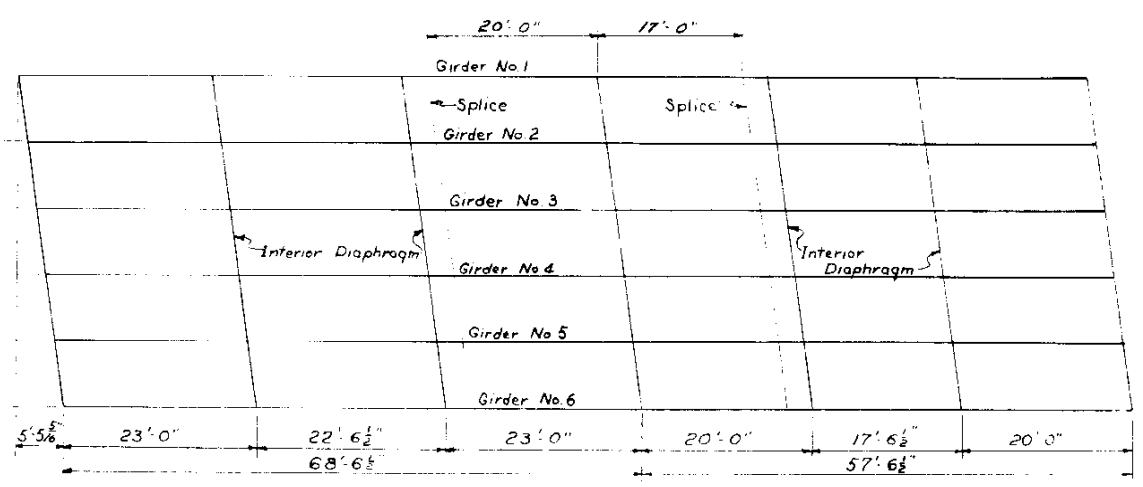 20'-0" 17'-0"
Girder No. 1
Splice Splice
Girder No. 2
Girder No. 3
Interior Diaphragm Interior Diaphragm
Girder No 4
Girder No 5
Girder No. 6
5'-5 5/16" 23'-0" 22'-6 1/2" 23'-0" 20'-0" 17'-6 1/2" 20'-0"
68'-6 1/2" 57'-6 1/2"